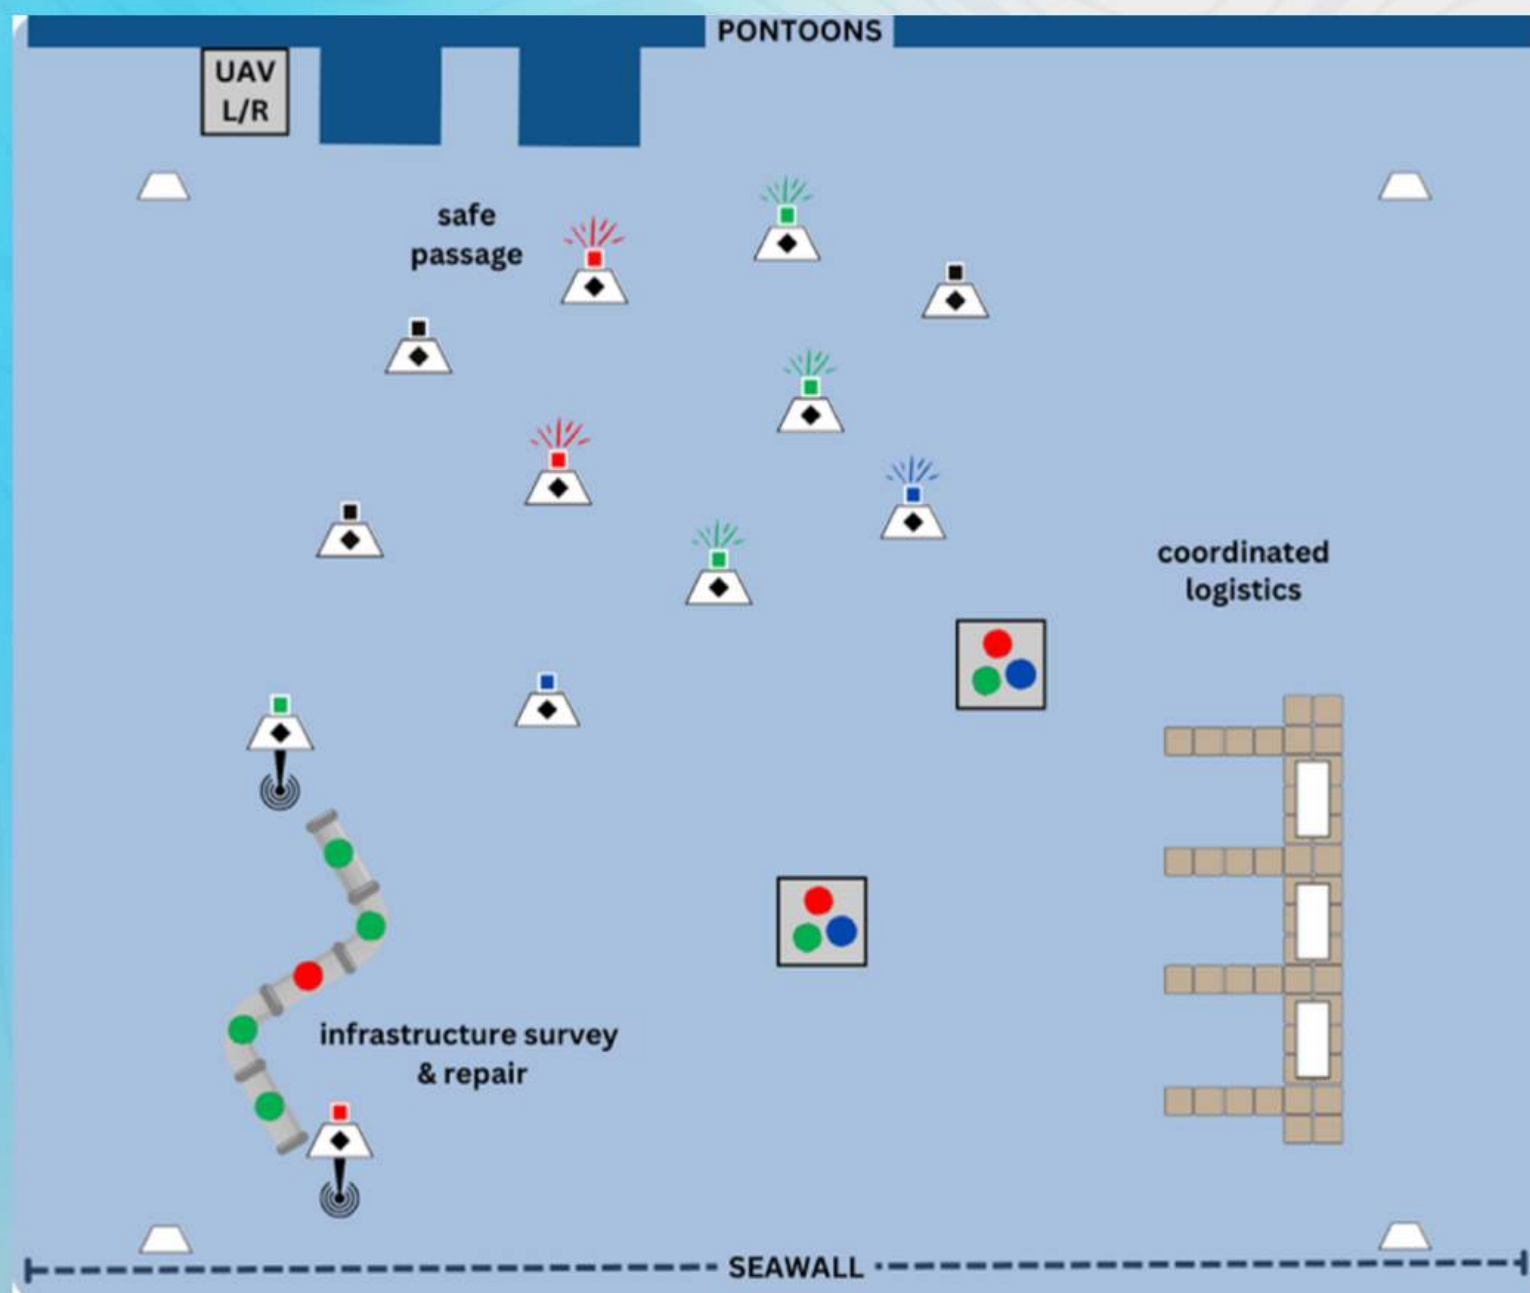 PONTOONS
UAV
L/R
safe
passage
coordinated
logistics
infrastructure survey
& repair
SEAWALL